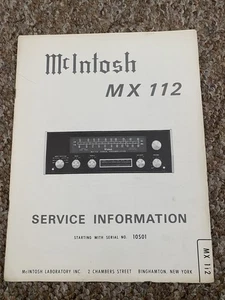 McIntosh
MX 112
SERVICE INFORMATION
STARTING WITH SERIAL NO. 10501
MX 112
McINTOSH LABORATORY INC. 2 CHAMBERS STREET BINGHAMTON, NEW YORK